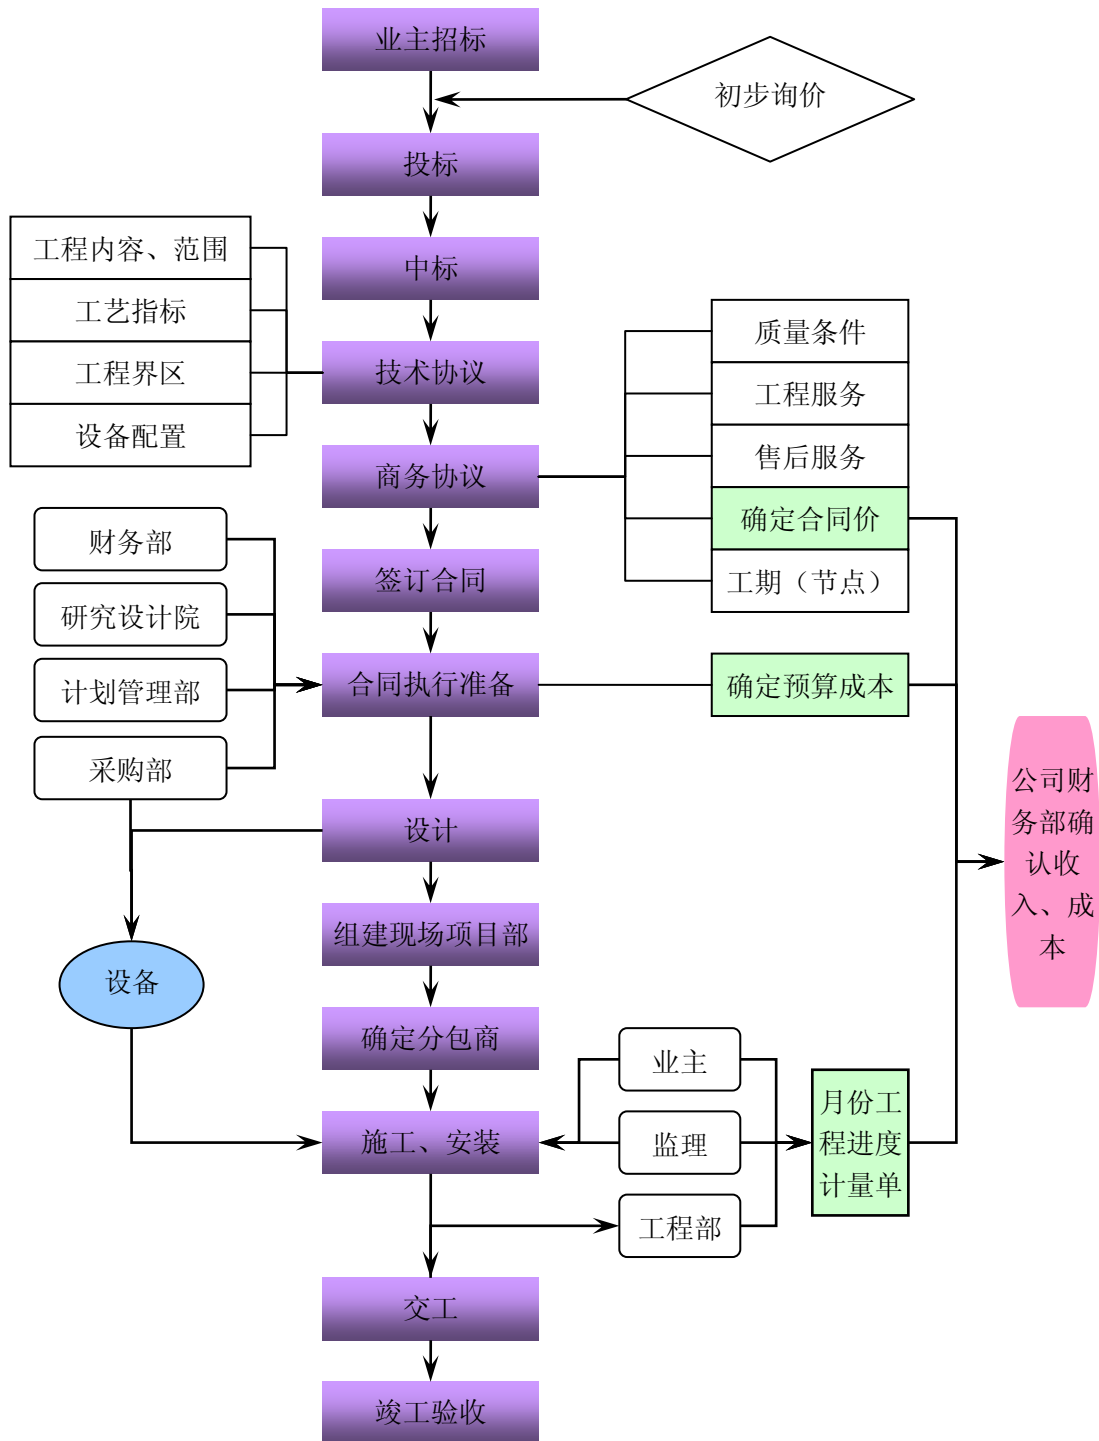 业主招标
初步询价
投标
中标
工程内容、范围
工艺指标
工程界区
设备配置
技术协议
质量条件
工程服务
售后服务
确定合同价
工期（节点）
商务协议
签订合同
财务部
研究设计院
计划管理部
采购部
合同执行准备
确定预算成本
公司财
务部确
认收
入、成
本
设计
组建现场项目部
设备
确定分包商
业主
监理
工程部
月份工
程进度
计量单
施工、安装
交工
竣工验收